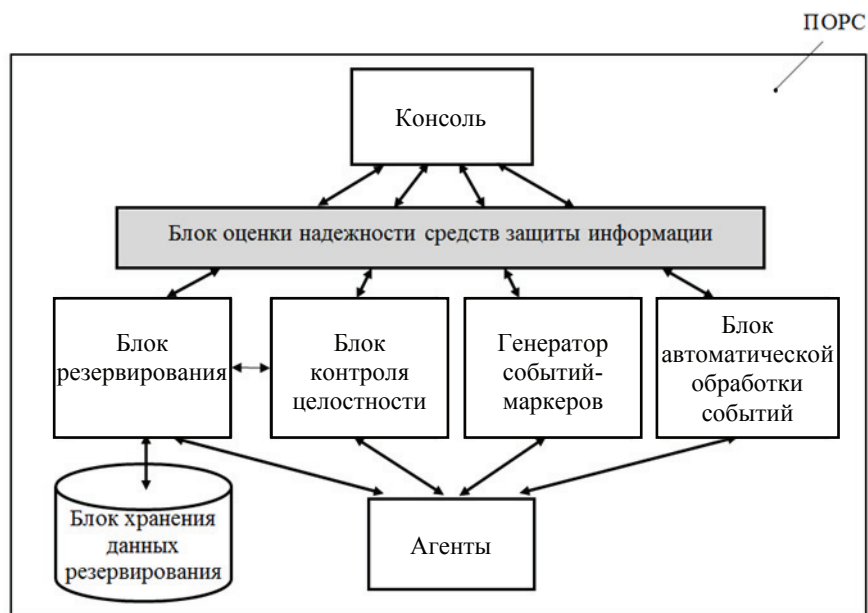 ПОРС
Консоль
Блок оценки надежности средств защиты информации
Блок
резервирования
Блок
контроля
целостности
Генератор
событий-
маркеров
Блок
автоматической
обработки
событий
Блок хранения
данных
резервирования
Агенты